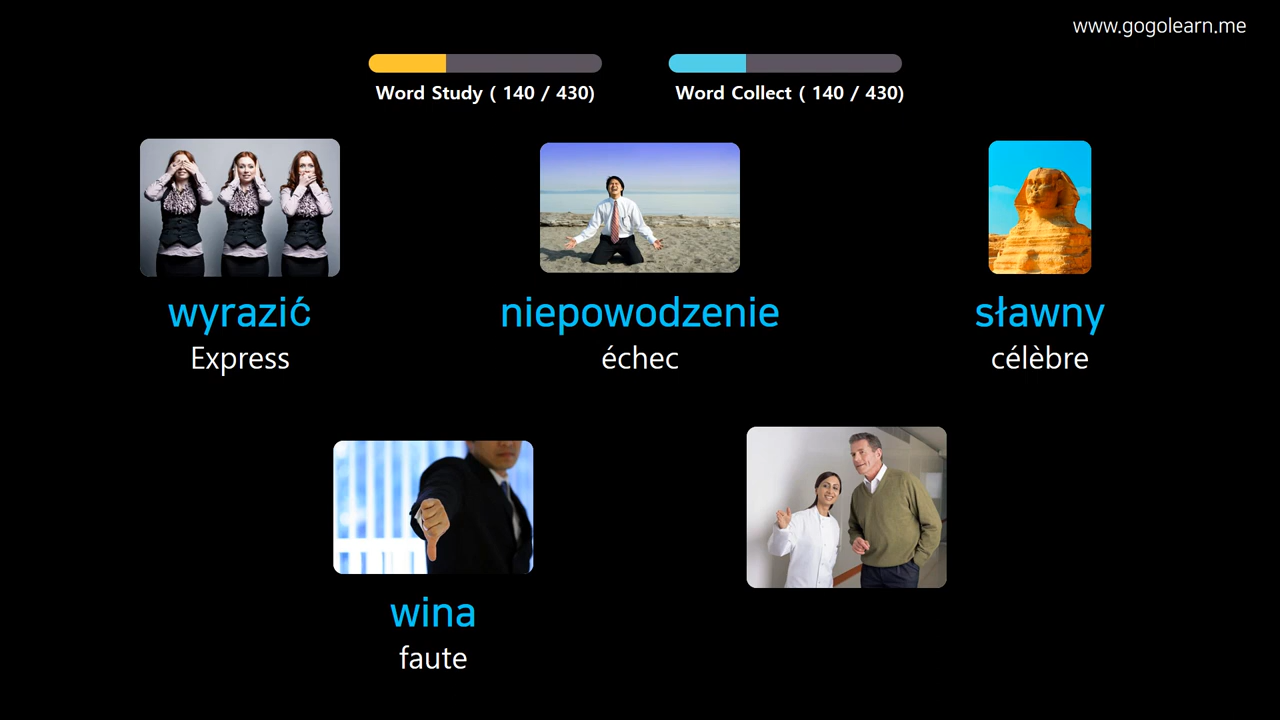 www.gogolearn.me
Word Study ( 140 / 430)
Word Collect ( 140 / 430)
wyrazić
Express
niepowodzenie
échec
sławny
célèbre
wina
faute